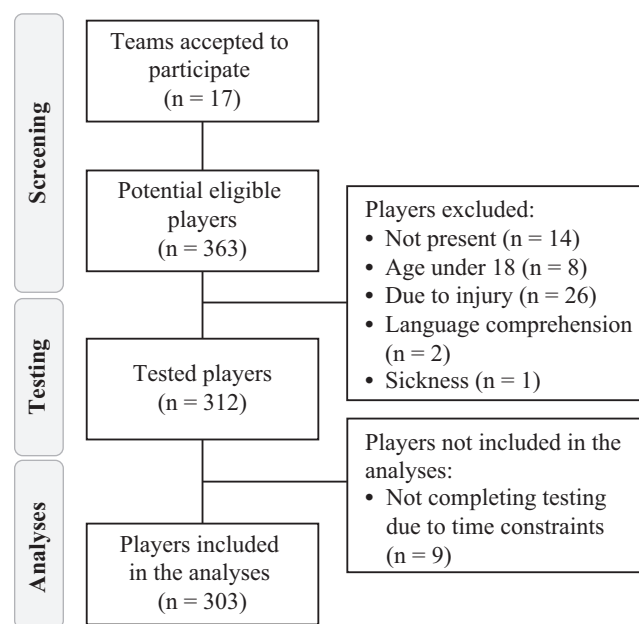 Screening
Teams accepted to
participate
(n = 17)
Potential eligible
players
(n = 363)
Players excluded:
• Not present (n = 14)
• Age under 18 (n = 8)
• Due to injury (n = 26)
• Language comprehension
(n = 2)
• Sickness (n = 1)
Testing
Tested players
(n = 312)
Players not included in the
analyses:
• Not completing testing
due to time constraints
(n = 9)
Analyses
Players included
in the analyses
(n = 303)